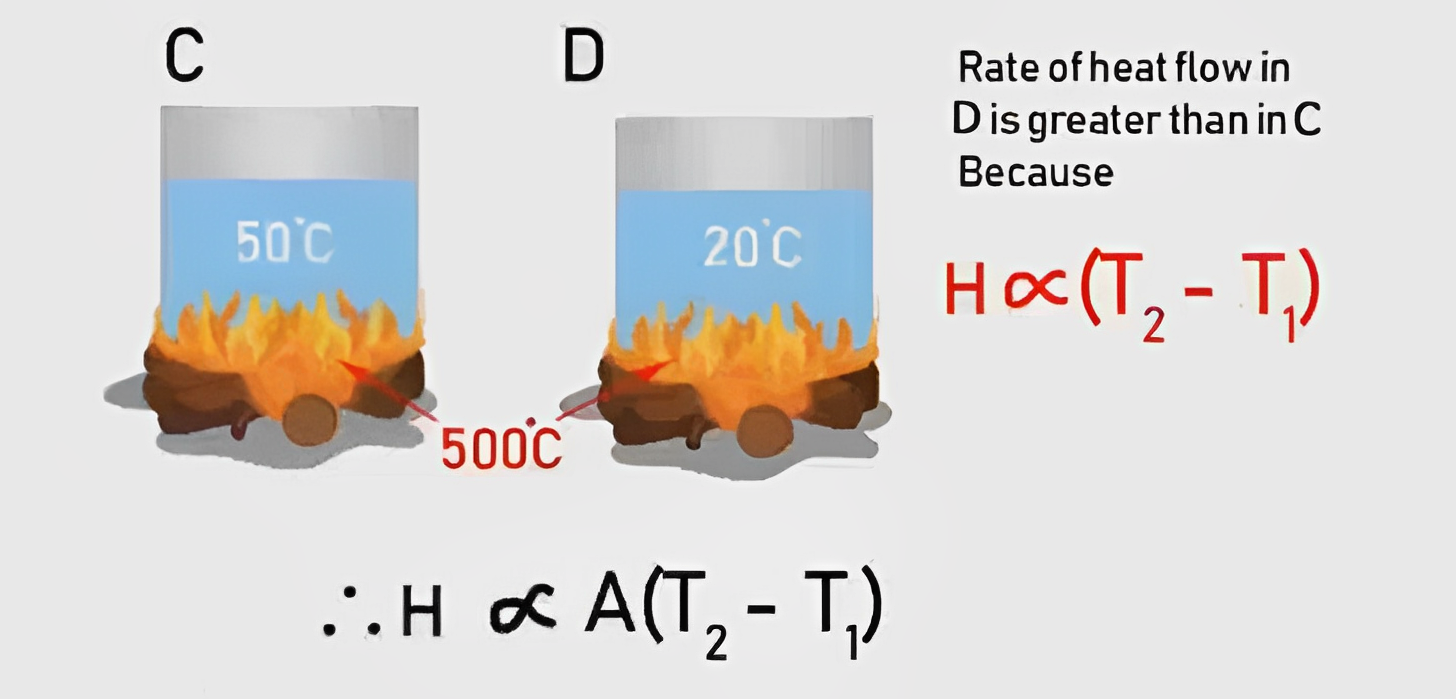 C
D
Rate of heat flow in
D is greater than in C
Because
50°C
20°C
H ∝ (T₂ - T₁)
500°C
∴ H ∝ A(T₂ - T₁)